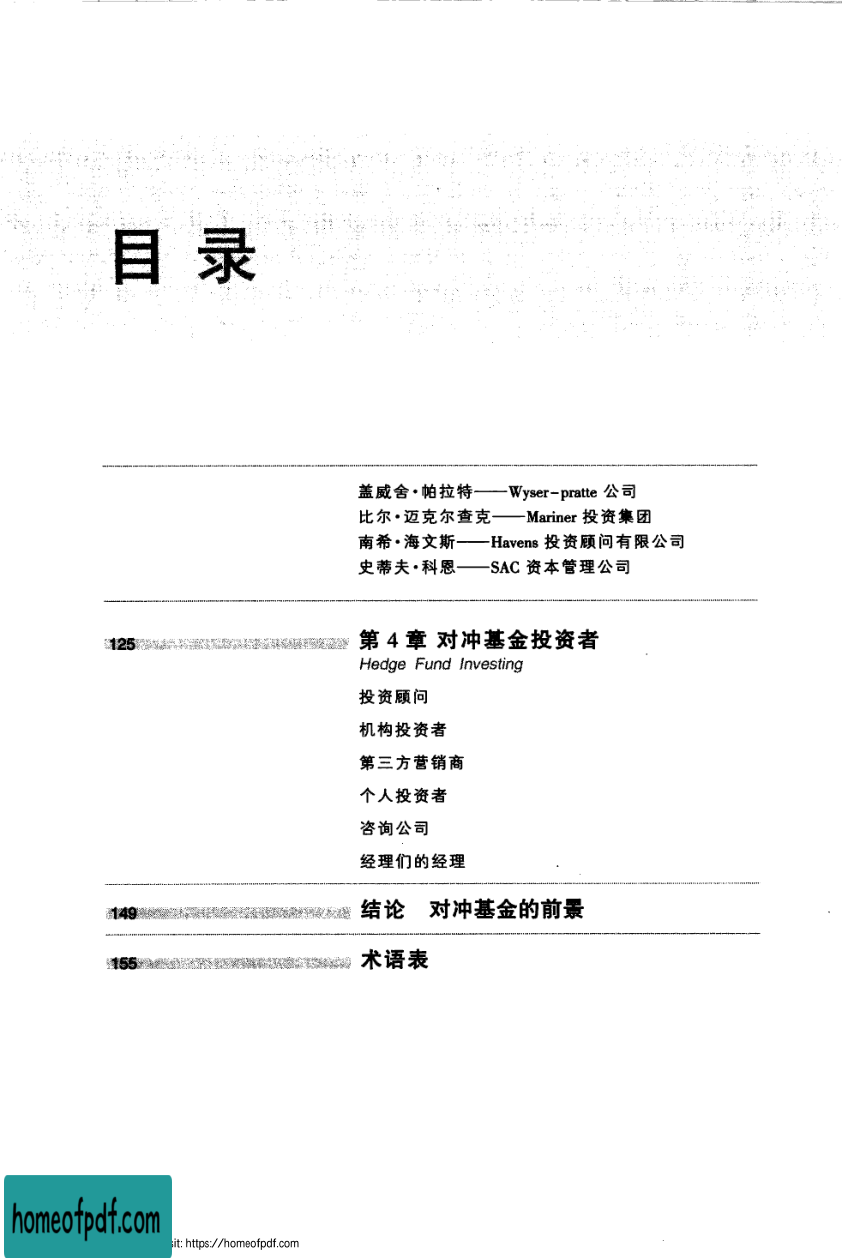 目 录
盖威舍·帕拉特——Wyser-pratte 公司
比尔·迈克尔查克——Mariner 投资集团
南希·海文斯——Havens 投资顾问有限公司
史蒂夫·科恩——SAC 资本管理公司
125 第 4 章 对冲基金投资者
Hedge Fund Investing
投资顾问
机构投资者
第三方营销商
个人投资者
咨询公司
经理们的经理
149 结论 对冲基金的前景
155 术语表
homeofpdf.com
sit: https://homeofpdf.com